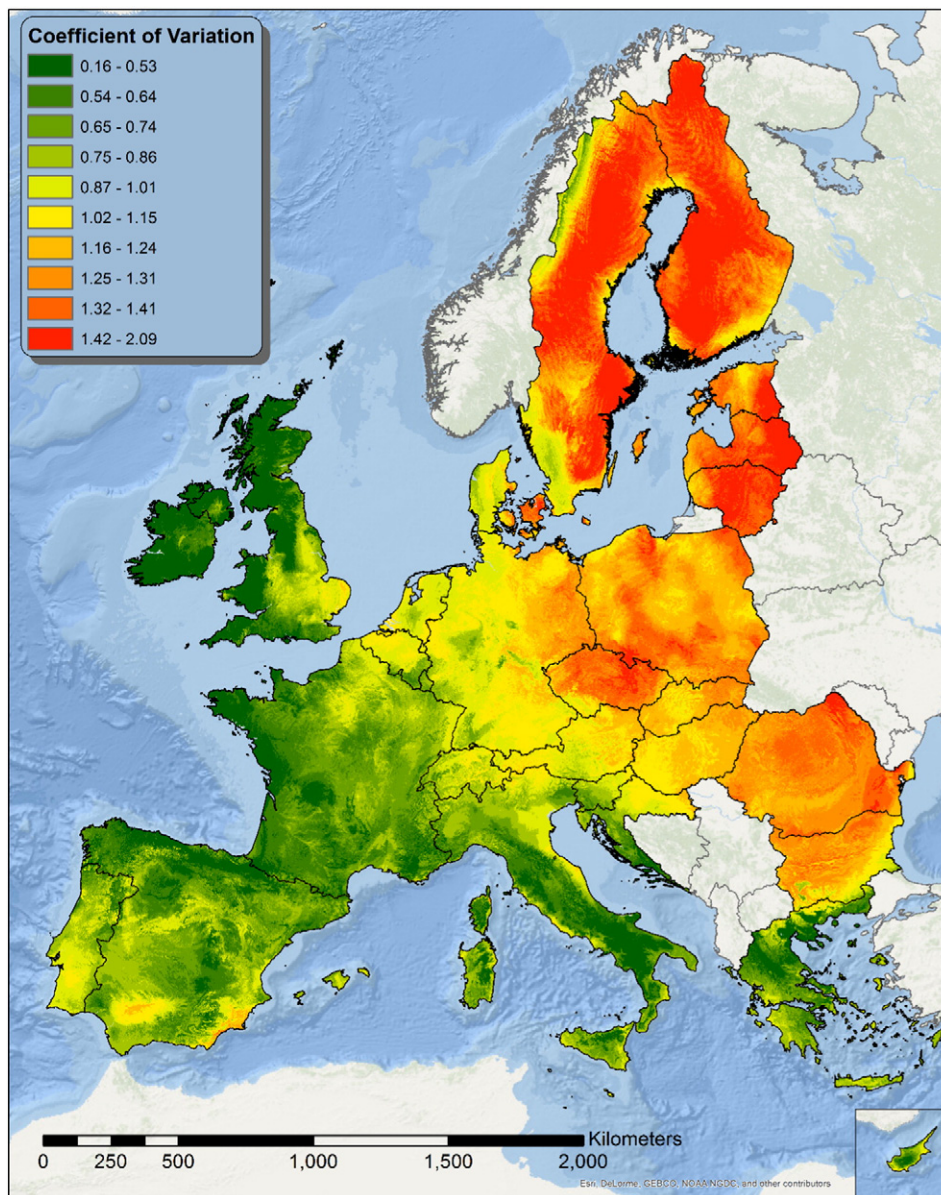 Coefficient of Variation
0.16 - 0.53
0.54 - 0.64
0.65 - 0.74
0.75 - 0.86
0.87 - 1.01
1.02 - 1.15
1.16 - 1.24
1.25 - 1.31
1.32 - 1.41
1.42 - 2.09
Kilometers
0 250 500 1,000 1,500 2,000
Esri, DeLorme, GEBCO, NOAA NGDC, and other contributors